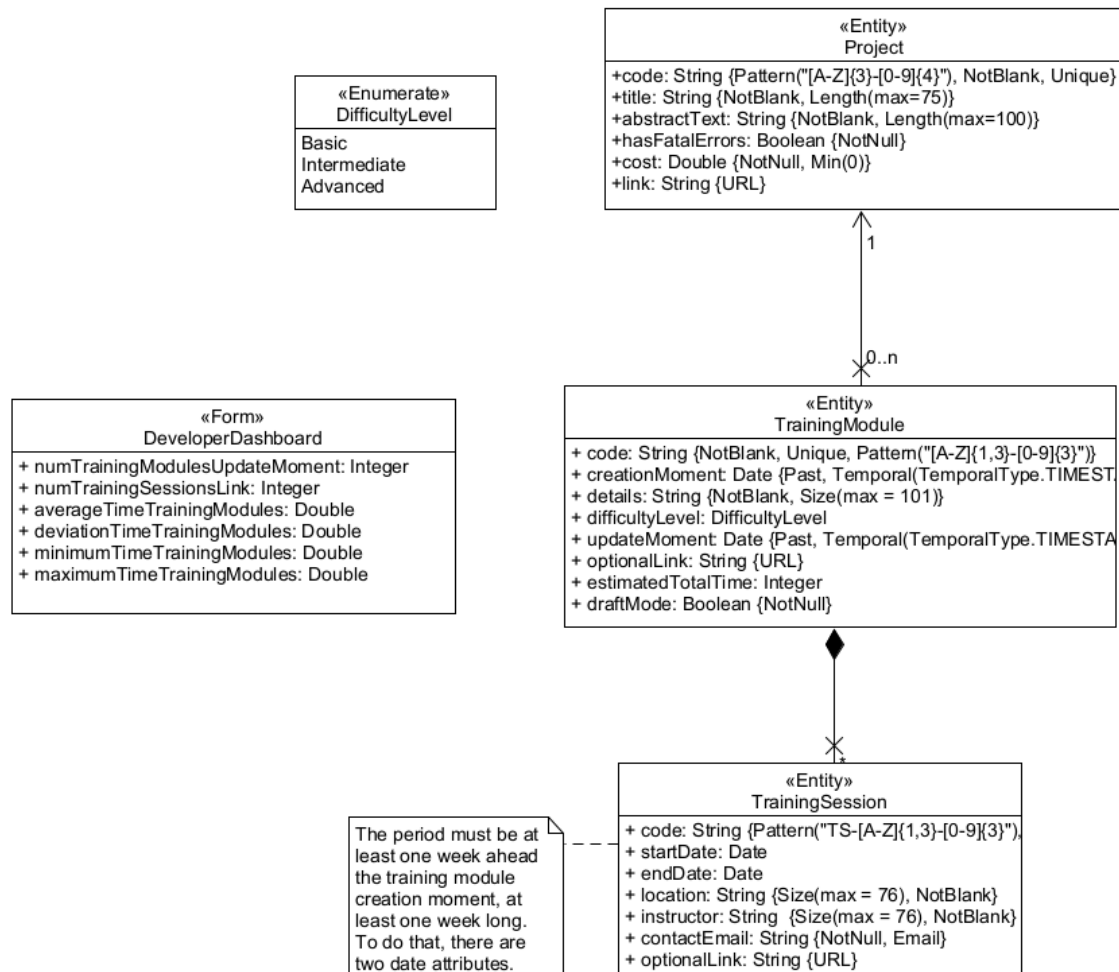 «Entity»
Project
+code: String {Pattern("[A-Z]{3}-[0-9]{4}"), NotBlank, Unique}
+title: String {NotBlank, Length(max=75)}
+abstractText: String {NotBlank, Length(max=100)}
+hasFatalErrors: Boolean {NotNull}
+cost: Double {NotNull, Min(0)}
+link: String {URL}
«Enumerate»
DifficultyLevel
Basic
Intermediate
Advanced
1
0..n
«Form»
DeveloperDashboard
+ numTrainingModulesUpdateMoment: Integer
+ numTrainingSessionsLink: Integer
+ averageTimeTrainingModules: Double
+ deviationTimeTrainingModules: Double
+ minimumTimeTrainingModules: Double
+ maximumTimeTrainingModules: Double
«Entity»
TrainingModule
+ code: String {NotBlank, Unique, Pattern("[A-Z]{1,3}-[0-9]{3}")}
+ creationMoment: Date {Past, Temporal(TemporalType.TIMESTA
+ details: String {NotBlank, Size(max = 101)}
+ difficultyLevel: DifficultyLevel
+ updateMoment: Date {Past, Temporal(TemporalType.TIMESTA
+ optionalLink: String {URL}
+ estimatedTotalTime: Integer
+ draftMode: Boolean {NotNull}
*
«Entity»
TrainingSession
+ code: String {Pattern("TS-[A-Z]{1,3}-[0-9]{3}"),
+ startDate: Date
+ endDate: Date
+ location: String {Size(max = 76), NotBlank}
+ instructor: String {Size(max = 76), NotBlank}
+ contactEmail: String {NotNull, Email}
+ optionalLink: String {URL}
The period must be at
least one week ahead
the training module
creation moment, at
least one week long.
To do that, there are
two date attributes.